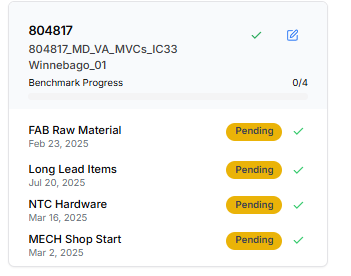 804817
804817_MD_VA_MVCs_IC33
Winnebago_01
Benchmark Progress 0/4
FAB Raw Material Pending
Feb 23, 2025
Long Lead Items Pending
Jul 20, 2025
NTC Hardware Pending
Mar 16, 2025
MECH Shop Start Pending
Mar 2, 2025